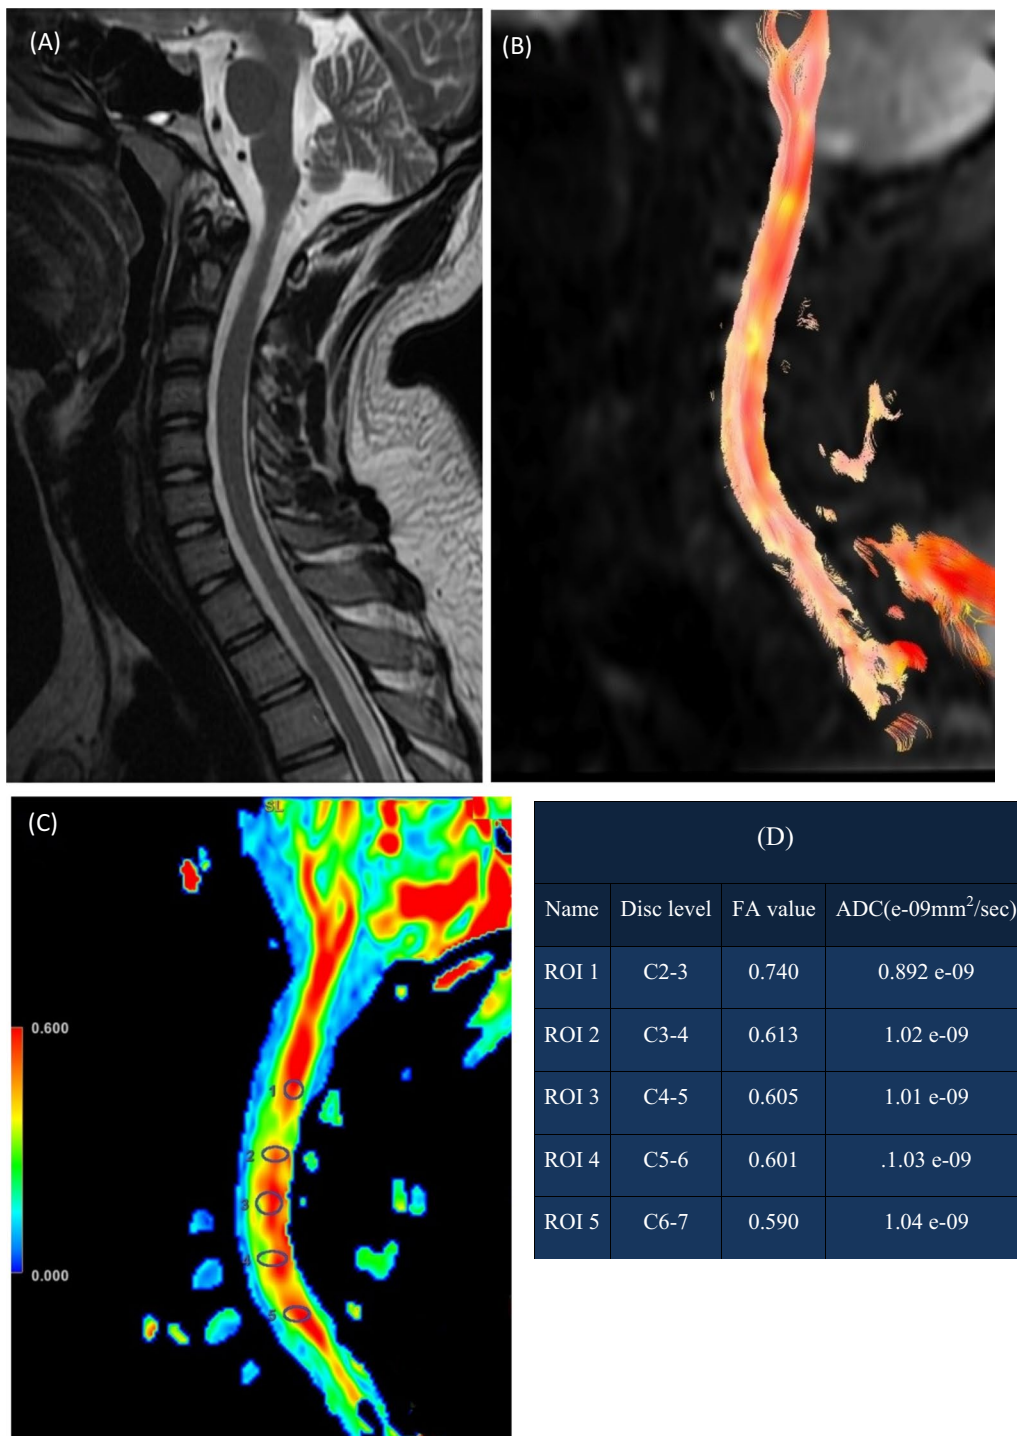 (A)
(B)
(C)
SL
0.600
1
2
3
4
5
0.000
(D)
Name Disc level FA value ADC(e-09mm²/sec)
ROI 1 C2-3 0.740 0.892 e-09
ROI 2 C3-4 0.613 1.02 e-09
ROI 3 C4-5 0.605 1.01 e-09
ROI 4 C5-6 0.601 .1.03 e-09
ROI 5 C6-7 0.590 1.04 e-09